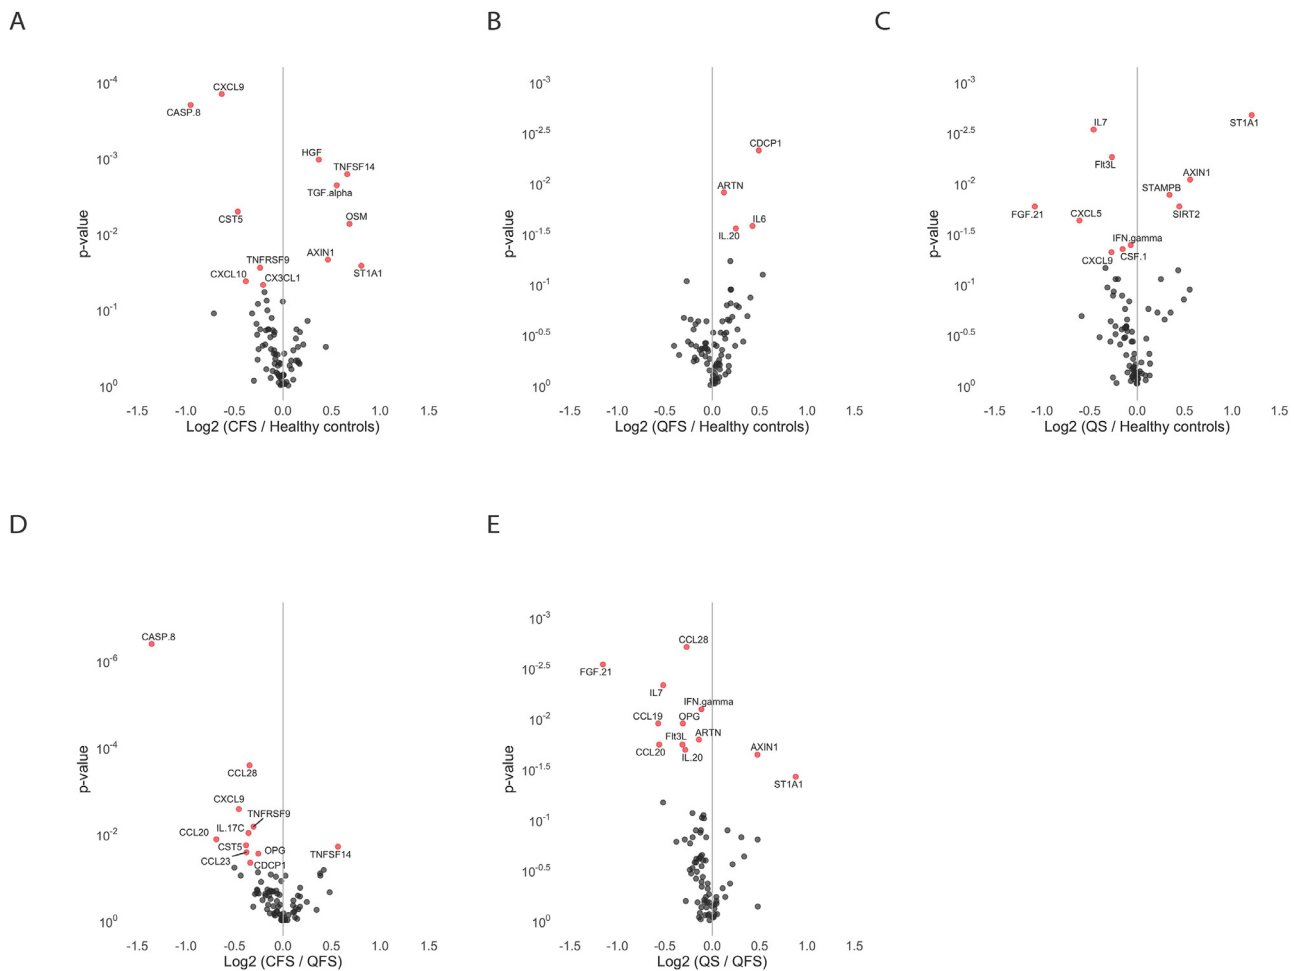 A
B
C
10-4
10-3
10-2
10-1
100
p-value
CXCL9
CASP.8
HGF
TNFSF14
TGF.alpha
CST5
OSM
TNFRSF9
AXIN1
CXCL10
CX3CL1
ST1A1
-1.5 -1.0 -0.5 0.0 0.5 1.0 1.5
Log2 (CFS / Healthy controls)
10-3
10-2.5
10-2
10-1.5
10-1
10-0.5
100
p-value
CDCP1
ARTN
IL6
IL.20
-1.5 -1.0 -0.5 0.0 0.5 1.0 1.5
Log2 (QFS / Healthy controls)
10-3
10-2.5
10-2
10-1.5
10-1
10-0.5
100
p-value
ST1A1
IL7
Flt3L
AXIN1
STAMPB
FGF.21
CXCL5
SIRT2
IFN.gamma
CXCL9
CSF.1
-1.5 -1.0 -0.5 0.0 0.5 1.0 1.5
Log2 (QS / Healthy controls)
D
E
10-6
10-4
10-2
100
p-value
CASP.8
CCL28
CXCL9
TNFRSF9
CCL20
IL.17C
CST5
OPG
CCL23
CDCP1
TNFSF14
-1.5 -1.0 -0.5 0.0 0.5 1.0 1.5
Log2 (CFS / QFS)
10-3
10-2.5
10-2
10-1.5
10-1
10-0.5
100
p-value
CCL28
FGF.21
IL7
IFN.gamma
CCL19
OPG
Flt3L
ARTN
CCL20
IL.20
AXIN1
ST1A1
-1.5 -1.0 -0.5 0.0 0.5 1.0 1.5
Log2 (QS / QFS)